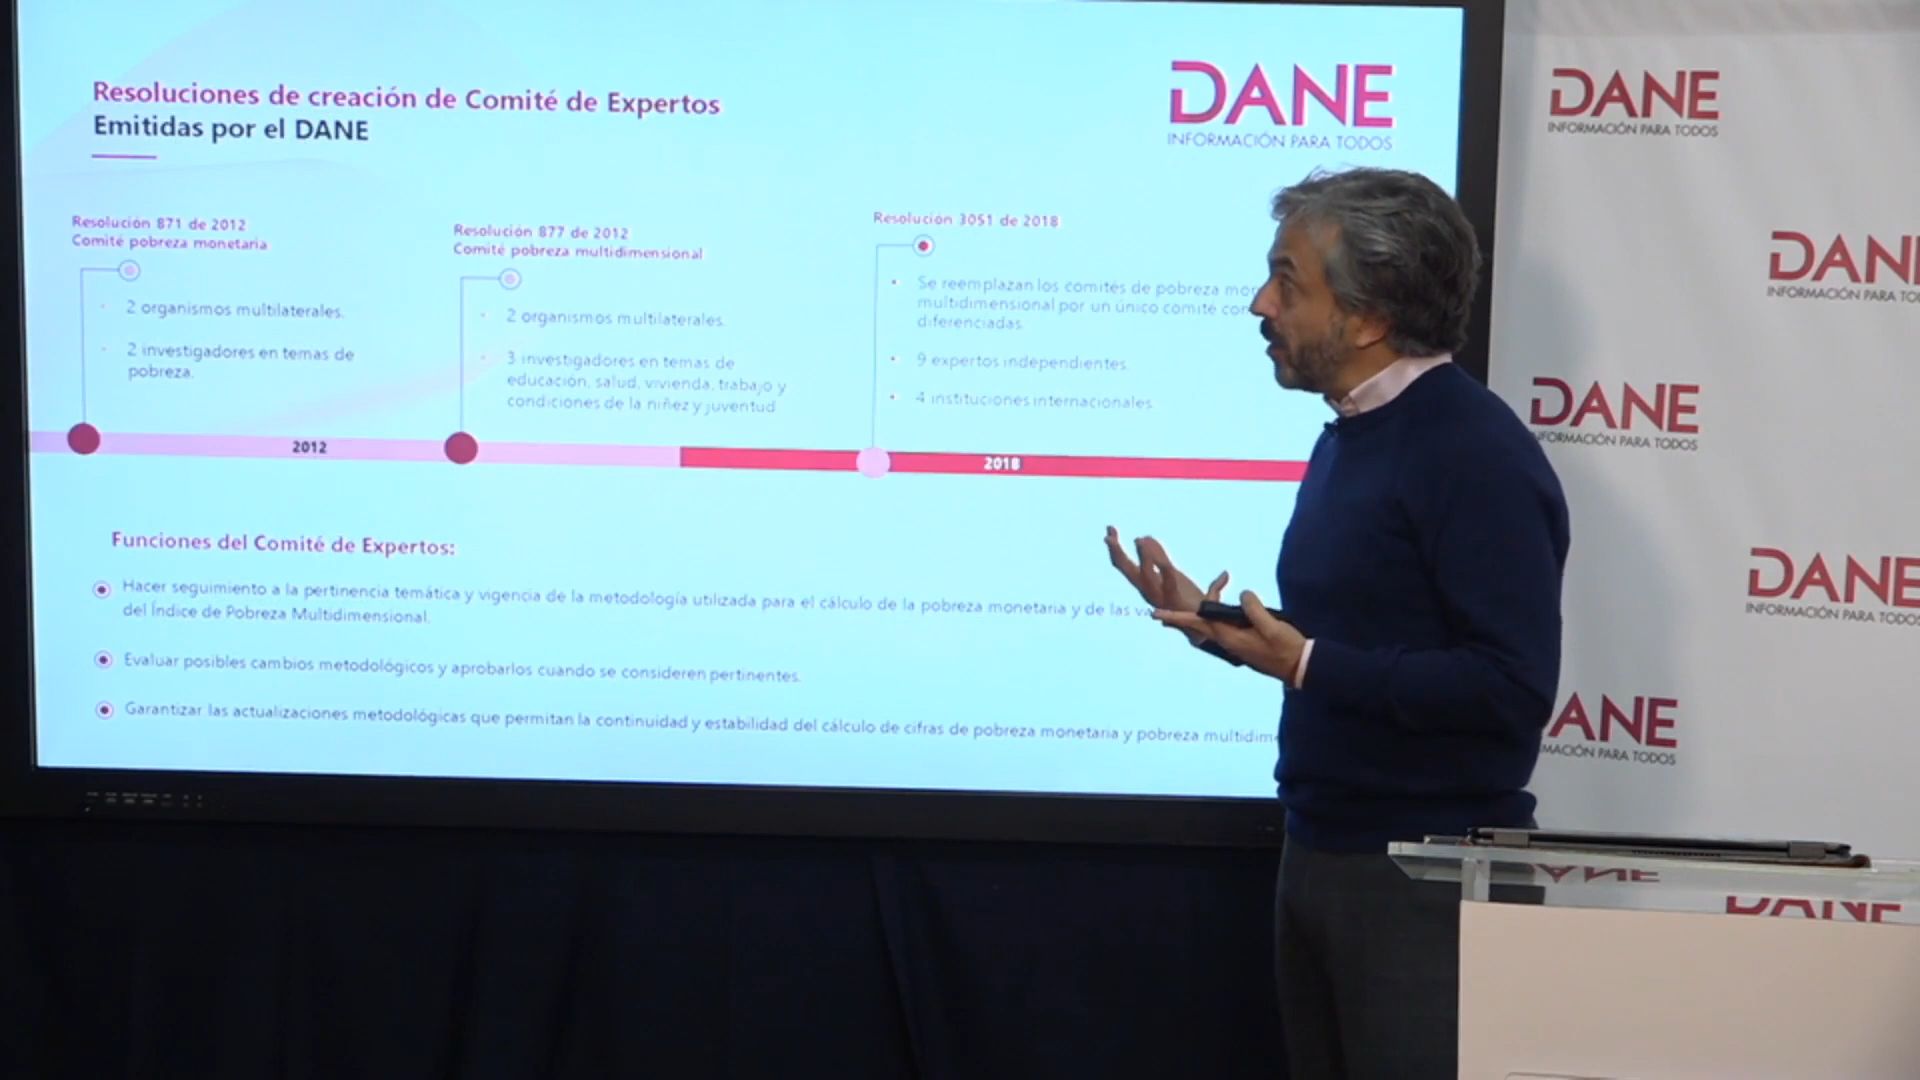 Resoluciones de creación de Comité de Expertos
Emitidas por el DANE
DANE
INFORMACIÓN PARA TODOS
Resolución 871 de 2012
Comité pobreza monetaria
• 2 organismos multilaterales.
• 2 investigadores en temas de
pobreza.
Resolución 877 de 2012
Comité pobreza multidimensional
• 2 organismos multilaterales.
• 3 investigadores en temas de
educación, salud, vivienda, trabajo y
condiciones de la niñez y juventud
Resolución 3051 de 2018
• Se reemplazan los comités de pobreza
multidimensional por un único comité
diferenciadas.
• 9 expertos independientes.
• 4 instituciones internacionales
2012
2018
Funciones del Comité de Expertos:
Hacer seguimiento a la pertinencia temática y vigencia de la metodología utilizada para el cálculo de la pobreza monetaria y de las
del Índice de Pobreza Multidimensional.
Evaluar posibles cambios metodológicos y aprobarlos cuando se consideren pertinentes.
Garantizar las actualizaciones metodológicas que permitan la continuidad y estabilidad del cálculo de cifras de pobreza monetaria y pobreza
DANE
INFORMACIÓN PARA TODOS
DANE
INFORMACIÓN PARA
DANE
INFORMACIÓN PARA TODOS
DANE
INFORMACIÓN PARA TODOS
DANE
PARA TODOS
DANE
DANE